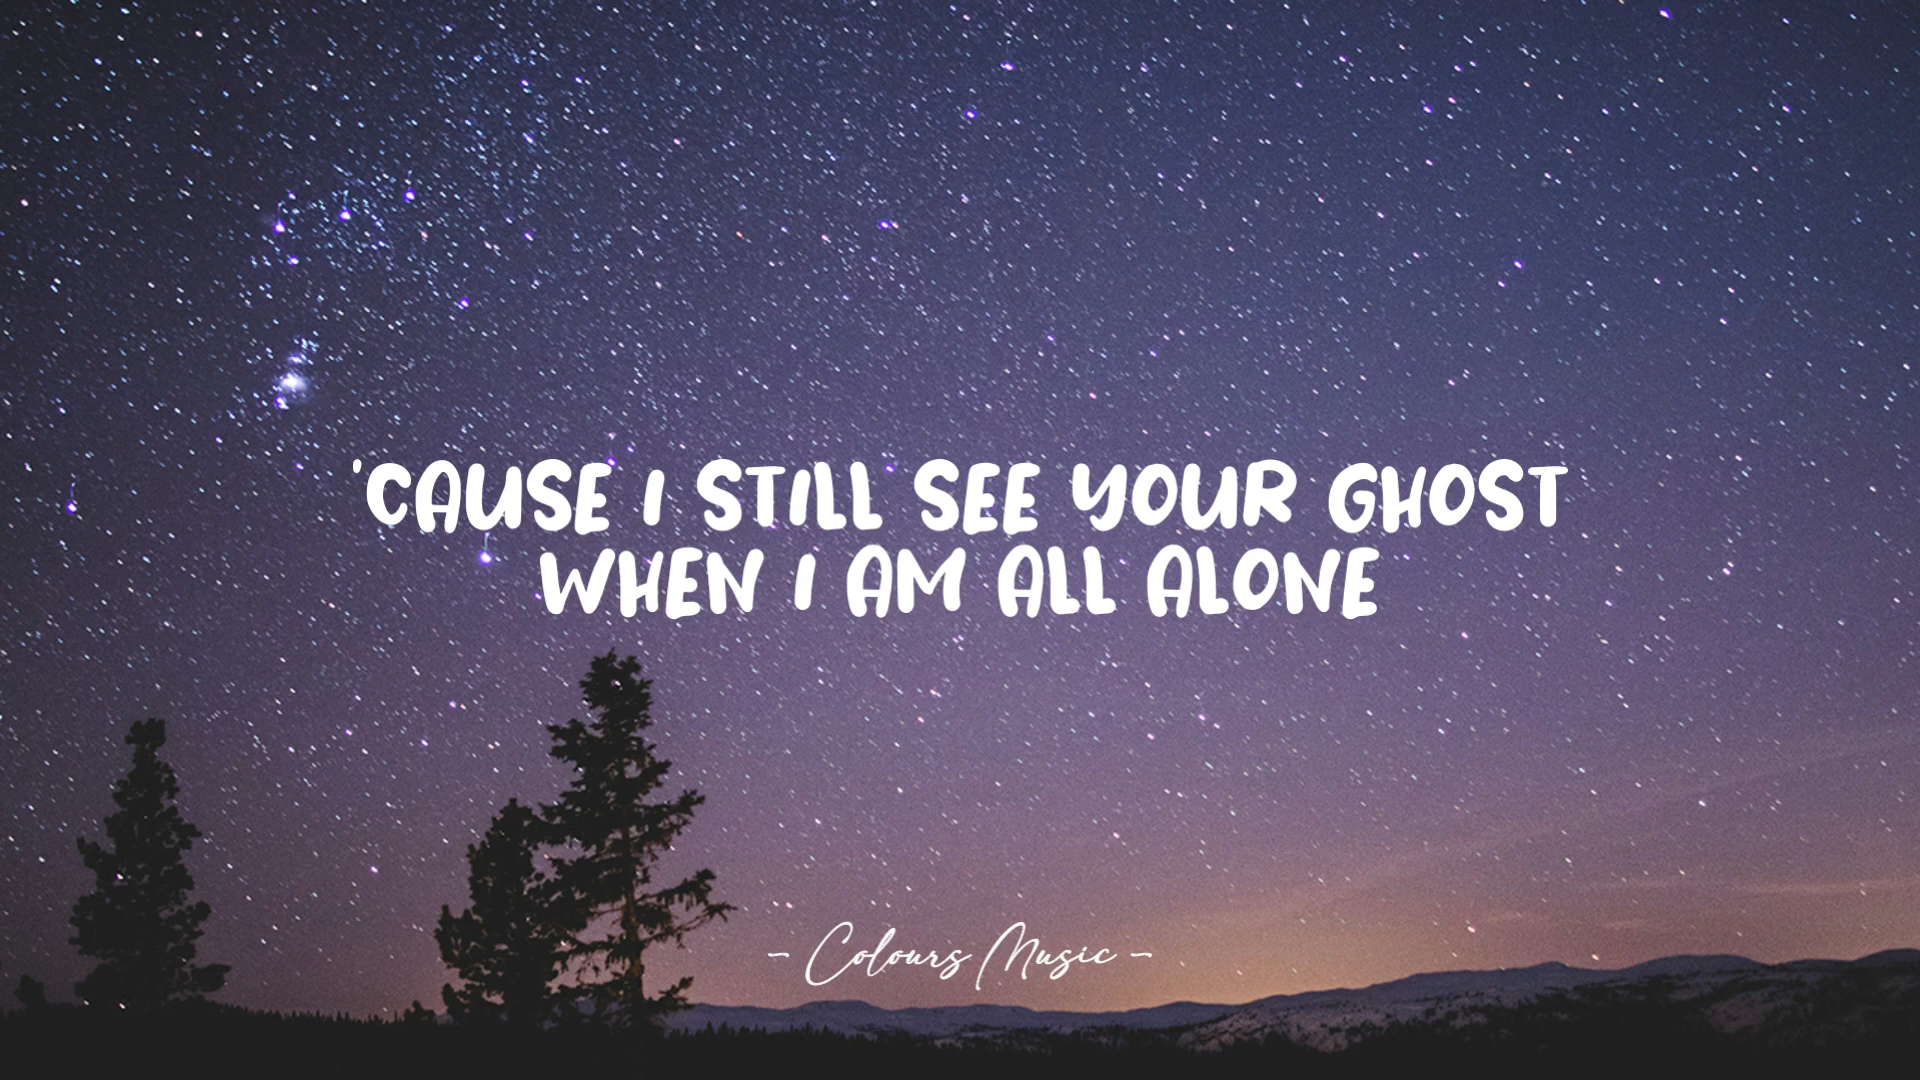 'CAUSE I STILL SEE YOUR GHOST
WHEN I AM ALL ALONE
- Colours Music -